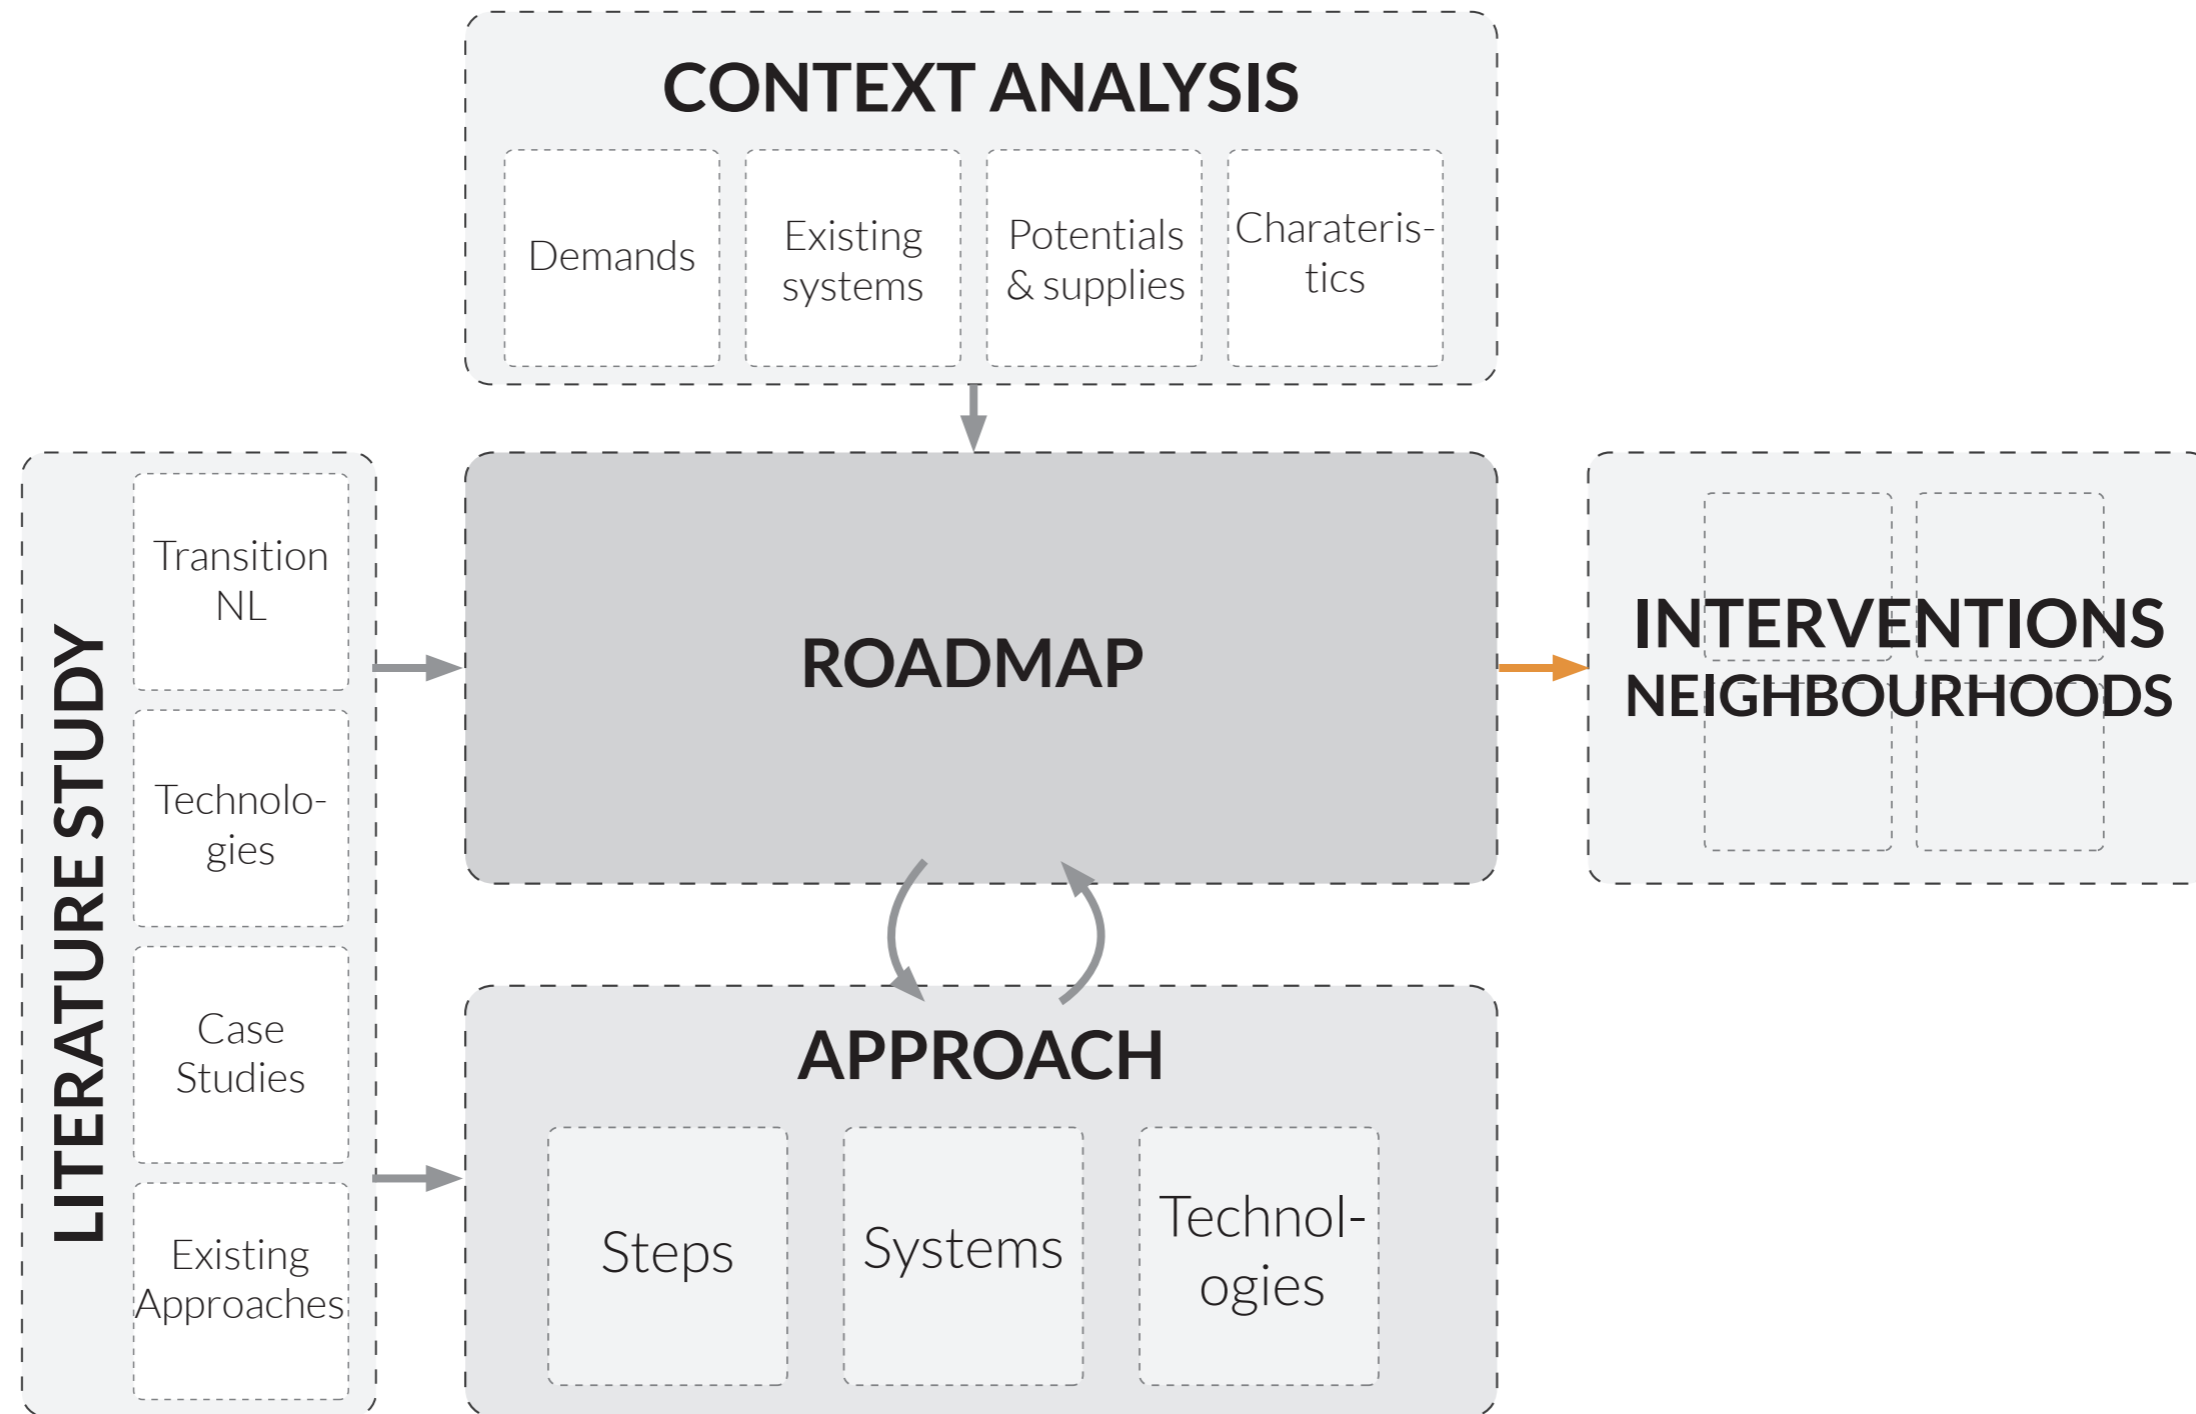 CONTEXT ANALYSIS
Demands
Existing
systems
Potentials
& supplies
Charateris-
tics
LITERATURE STUDY
Transition
NL
Technolo-
gies
Case
Studies
Existing
Approaches
ROADMAP
INTERVENTIONS
NEIGHBOURHOODS
APPROACH
Steps
Systems
Technol-
ogies